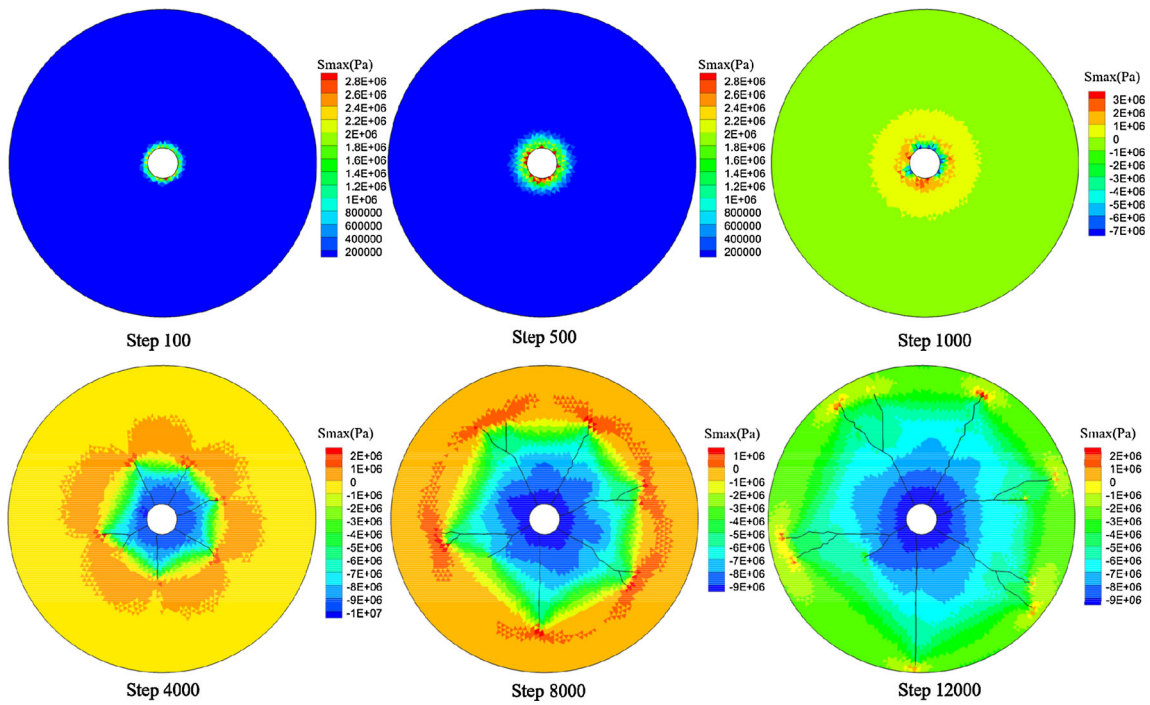 Smax(Pa)
2.8E+06
2.6E+06
2.4E+06
2.2E+06
2E+06
1.8E+06
1.6E+06
1.4E+06
1.2E+06
1E+06
800000
600000
400000
200000
Step 100
Smax(Pa)
2.8E+06
2.6E+06
2.4E+06
2.2E+06
2E+06
1.8E+06
1.6E+06
1.4E+06
1.2E+06
1E+06
800000
600000
400000
200000
Step 500
Smax(Pa)
3E+06
2E+06
1E+06
0
-1E+06
-2E+06
-3E+06
-4E+06
-5E+06
-6E+06
-7E+06
Step 1000
Smax(Pa)
2E+06
1E+06
0
-1E+06
-2E+06
-3E+06
-4E+06
-5E+06
-6E+06
-7E+06
-8E+06
-9E+06
-1E+07
Step 4000
Smax(Pa)
1E+06
0
-1E+06
-2E+06
-3E+06
-4E+06
-5E+06
-6E+06
-7E+06
-8E+06
-9E+06
Step 8000
Smax(Pa)
2E+06
1E+06
0
-1E+06
-2E+06
-3E+06
-4E+06
-5E+06
-6E+06
-7E+06
-8E+06
-9E+06
Step 12000